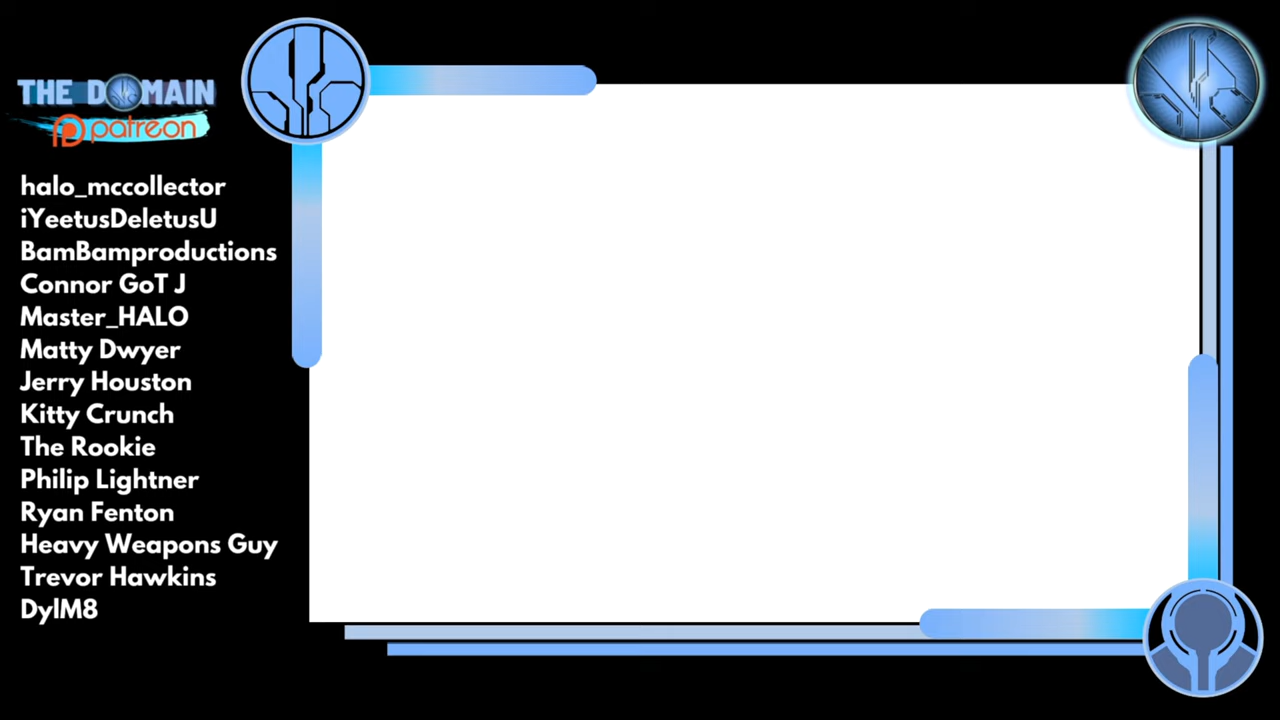 THE DOMAIN
patreon
halo_mccollector
iYeetusDeletusU
BamBamproductions
Connor GoT J
Master_HALO
Matty Dwyer
Jerry Houston
Kitty Crunch
The Rookie
Philip Lightner
Ryan Fenton
Heavy Weapons Guy
Trevor Hawkins
DylM8